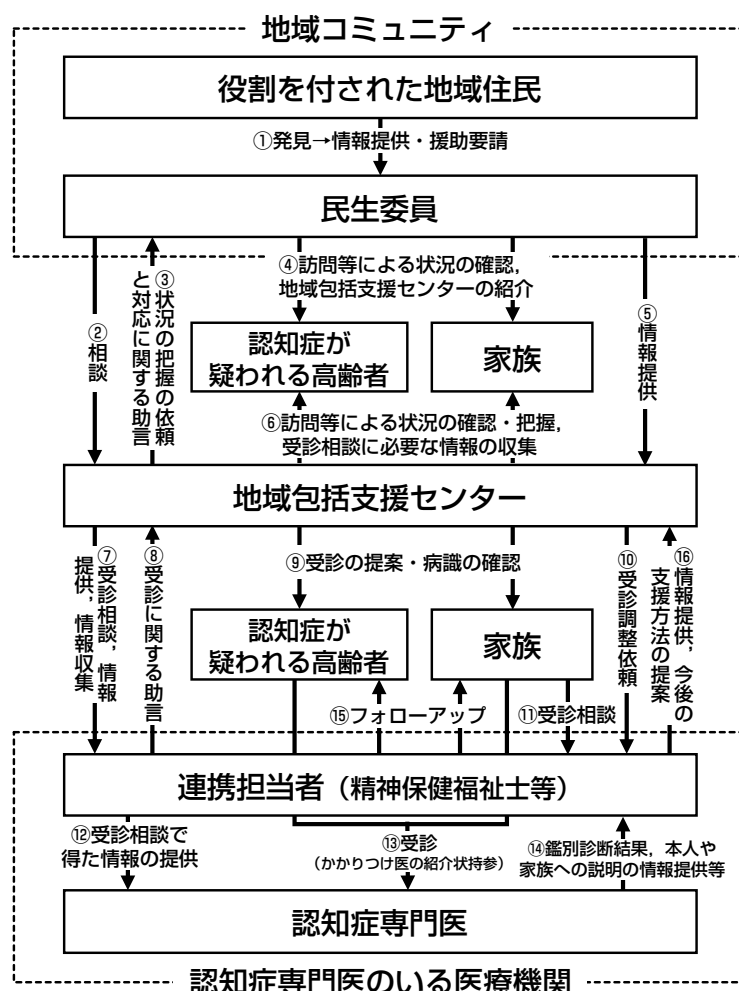 地域コミュニティ
役割を付された地域住民
①発見→情報提供・援助要請
民生委員
②相談
③状況の把握の依頼
と対応に関する助言
④訪問等による状況の確認,
地域包括支援センターの紹介
⑤情報提供
認知症が
疑われる高齢者
家族
⑥訪問等による状況の確認・把握,
受診相談に必要な情報の収集
地域包括支援センター
⑦受診相談, 情報
提供, 情報収集
⑧受診に関する助言
⑨受診の提案・病識の確認
⑩受診調整依頼
⑯情報提供, 今後の
支援方法の提案
認知症が
疑われる高齢者
家族
⑮フォローアップ
⑪受診相談
連携担当者（精神保健福祉士等）
⑫受診相談で
得た情報の提供
⑬受診
（かかりつけ医の紹介状持参）
⑭鑑別診断結果, 本人や
家族への説明の情報提供等
認知症専門医
認知症専門医のいる医療機関